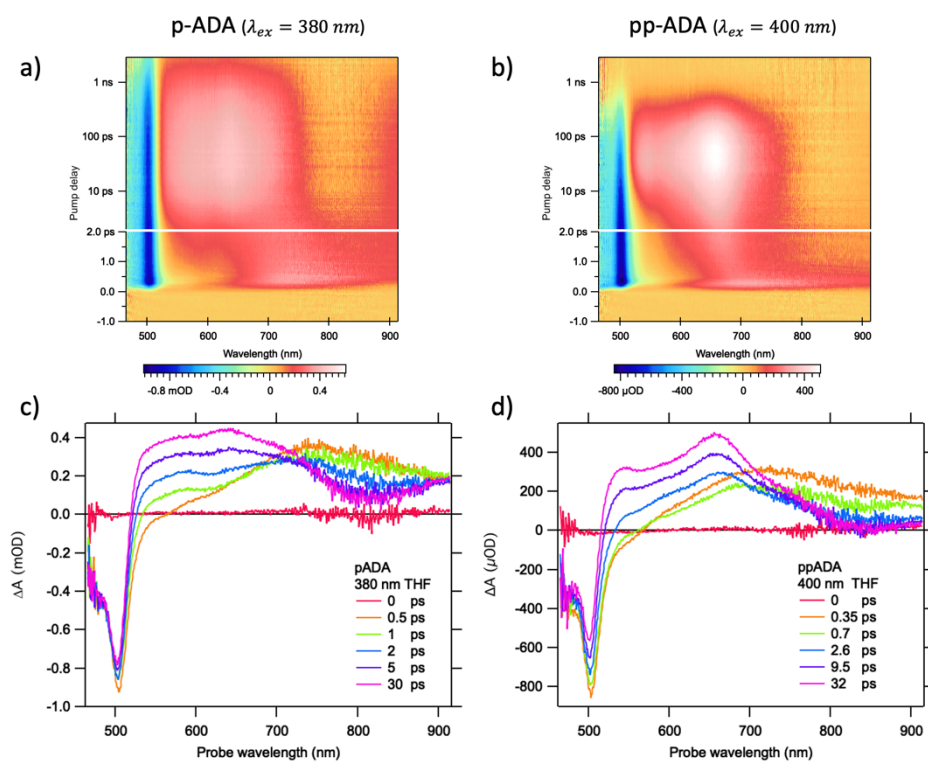 p-ADA (λex = 380 nm)
pp-ADA (λex = 400 nm)
a)
b)
1 ns
100 ps
10 ps
2.0 ps
1.0
0.0
-1.0
Pump delay
500 600 700 800 900
Wavelength (nm)
-0.8 mOD -0.4 0 0.4
1 ns
100 ps
10 ps
2.0 ps
1.0
0.0
-1.0
Pump delay
500 600 700 800 900
Wavelength (nm)
-800 µOD -400 0 400
c)
d)
0.4
0.2
0.0
-0.2
-0.4
-0.6
-0.8
-1.0
ΔA (mOD)
pADA
380 nm THF
0 ps
0.5 ps
1 ps
2 ps
5 ps
30 ps
500 600 700 800 900
Probe wavelength (nm)
400
200
0
-200
-400
-600
-800
ΔA (µOD)
ppADA
400 nm THF
0 ps
0.35 ps
0.7 ps
2.6 ps
9.5 ps
32 ps
500 600 700 800 900
Probe wavelength (nm)